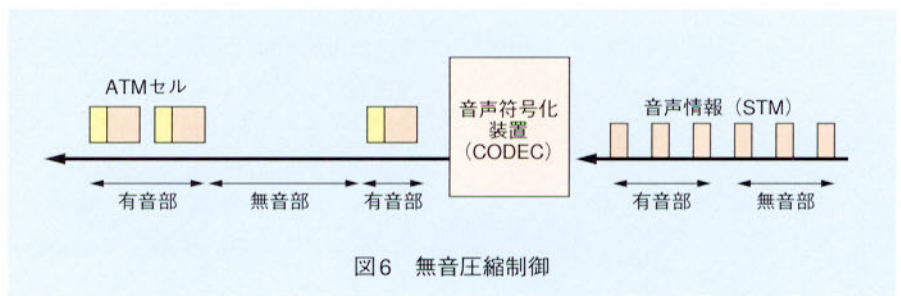 ATMセル
音声符号化
装置
(CODEC)
音声情報(STM)
有音部
無音部
有音部
有音部
無音部
図6 無音圧縮制御